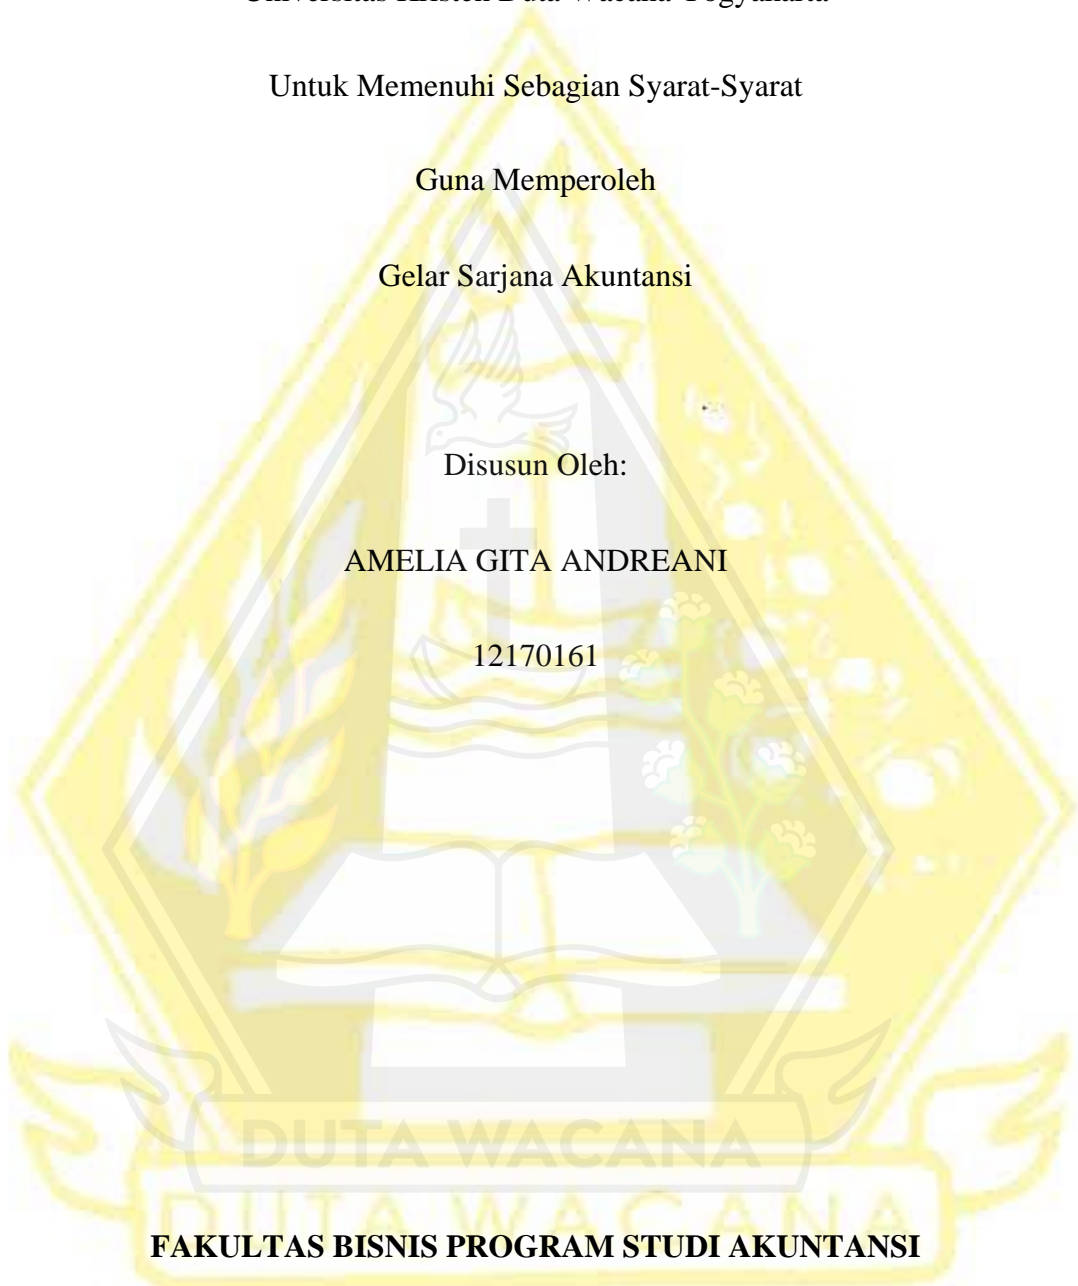 Universitas Kristen Duta Wacana Yogyakarta
Untuk Memenuhi Sebagian Syarat-Syarat
Guna Memperoleh
Gelar Sarjana Akuntansi
Disusun Oleh:
AMELIA GITA ANDREANI
12170161
DUTA WACANA
DUTA WACANA
FAKULTAS BISNIS PROGRAM STUDI AKUNTANSI